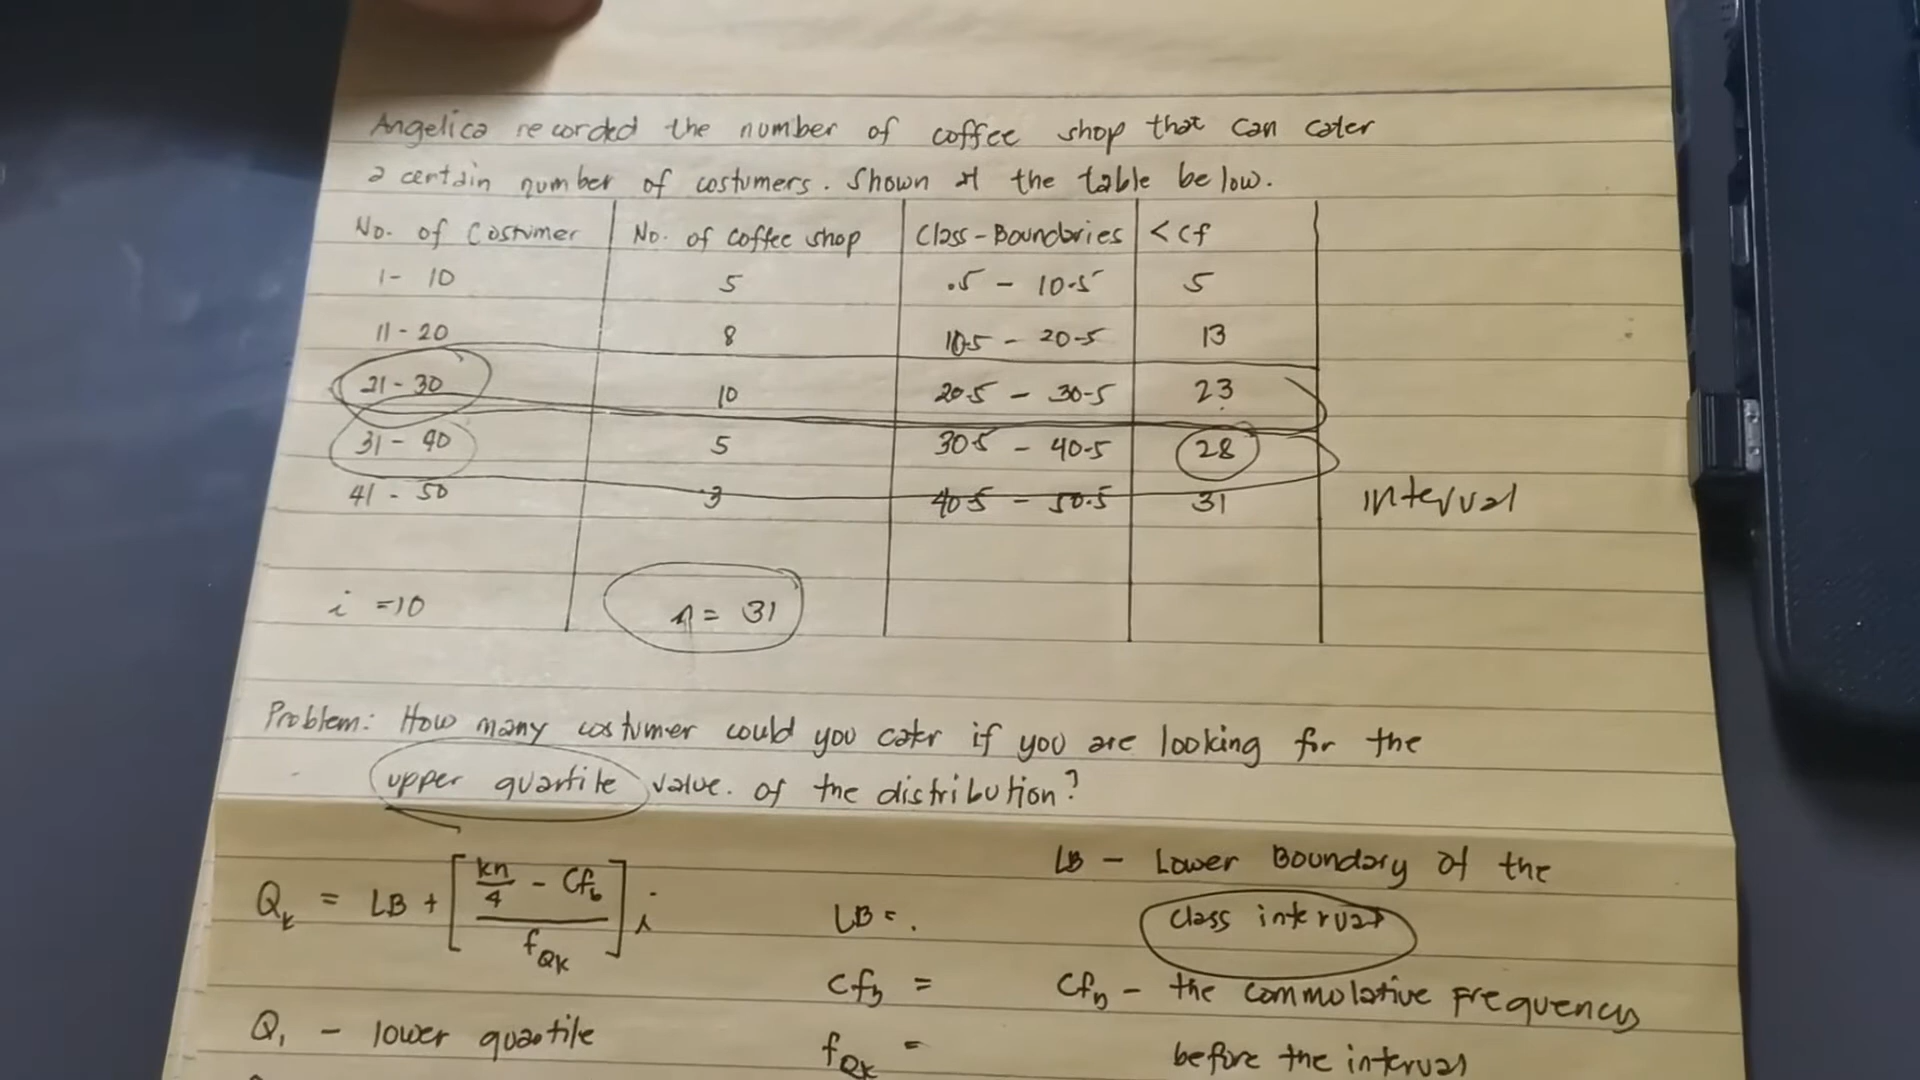 Angelica recorded the number of coffee shop that can cater
a certain number of costumers. Shown at the table below.
No. of Costumer No. of coffee shop Class-Boundries <cf
1- 10 5 .5 - 10.5 5
11 - 20 8 10.5 - 20.5 13
21 - 30 10 20.5 - 30.5 23
31 - 40 5 30.5 - 40.5 28
41 - 50 3 40.5 - 50.5 31 interval
i =10 n = 31
Problem: How many costumer could you cater if you are looking for the
upper quartile value. of the distribution?
LB - Lower Boundary of the
Qk = LB + [kn/4 - Cfb / fQk] i LB = . class interval
Cfb = Cfb - the commolative Frequency
Q1 - lower quartile fQk = before the interval